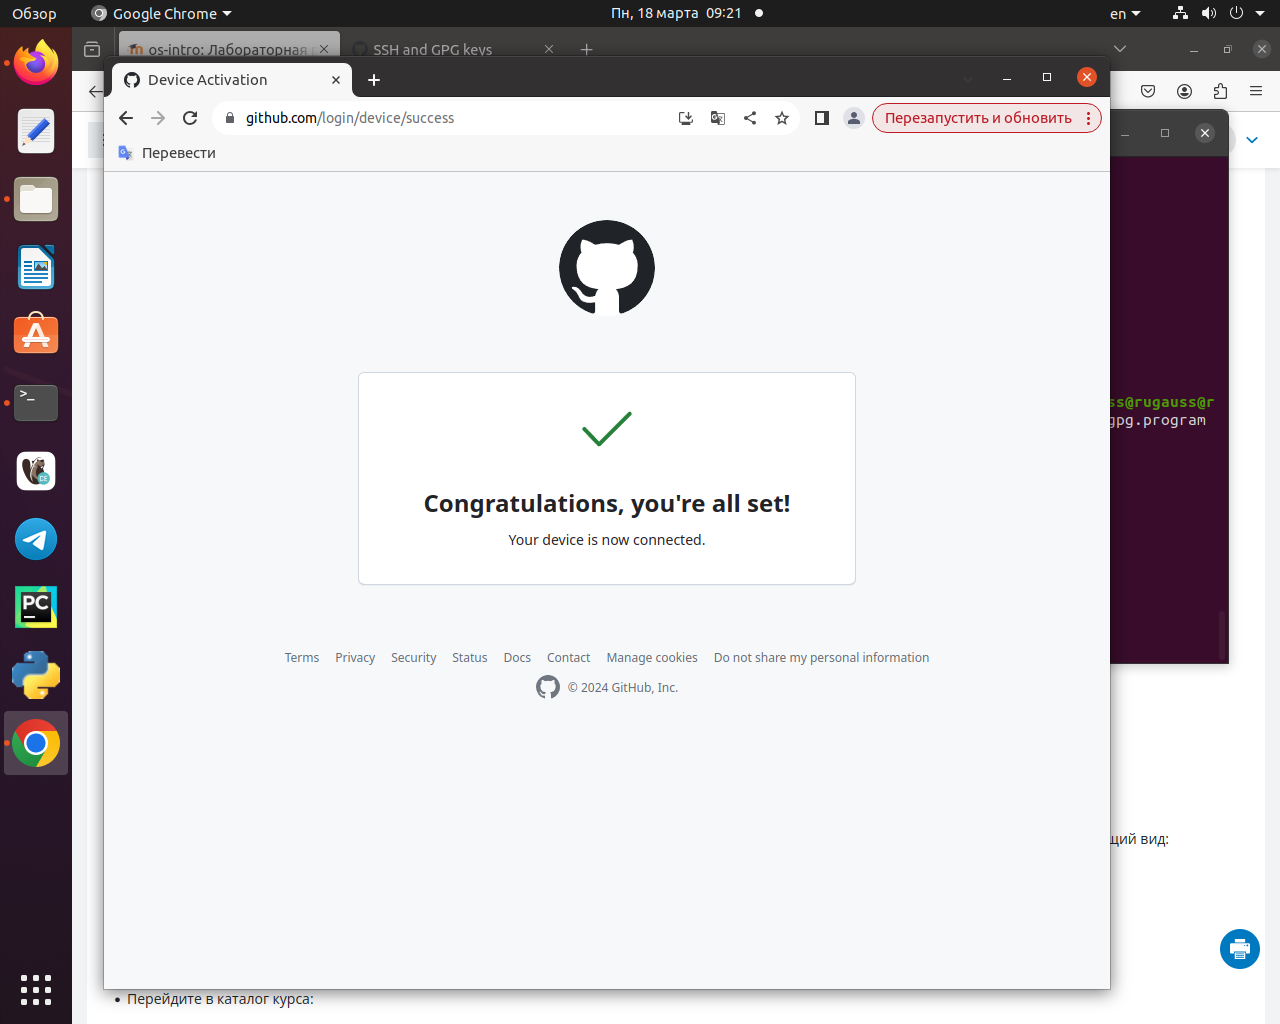 Обзор
Google Chrome
Пн, 18 марта 09:21
en
os-intro: Лабораторная
SSH and GPG keys
Device Activation
github.com/login/device/success
Перезапустить и обновить
Перевести
ss@rugauss@r
gpg.program
Congratulations, you're all set!
Your device is now connected.
Terms Privacy Security Status Docs Contact Manage cookies Do not share my personal information
© 2024 GitHub, Inc.
щий вид:
• Перейдите в каталог курса:
>_
CE
PC